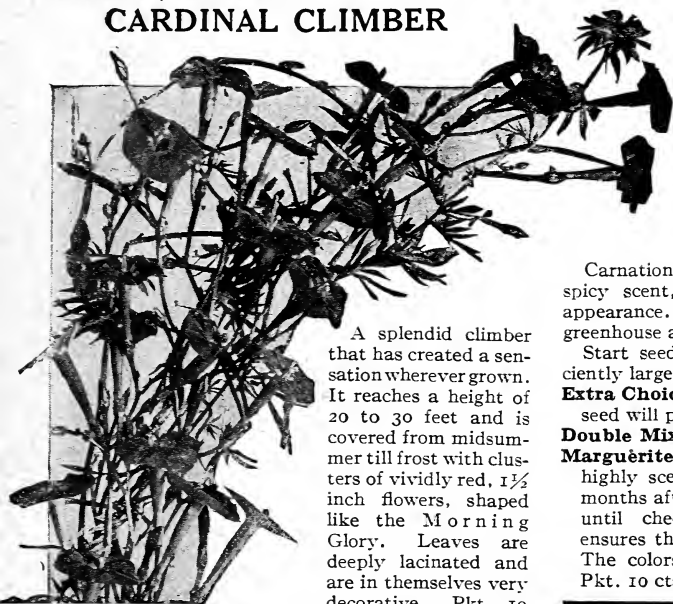 CARDINAL CLIMBER
A splendid climber
that has created a sen-
sation wherever grown.
It reaches a height of
20 to 30 feet and is
covered from midsum-
mer till frost with clus-
ters of vividly red, 1½
inch flowers, shaped
like the Morning
Glory. Leaves are
deeply lacinated and
are in themselves very
decorative. Pkt. 10
Carnation
spicy scent,
appearance.
greenhouse a
Start seed
ciently large
Extra Choic
seed will p
Double Mix
Marguerite
highly sce
months aft
until che
ensures th
The colors
Pkt. 10 cts